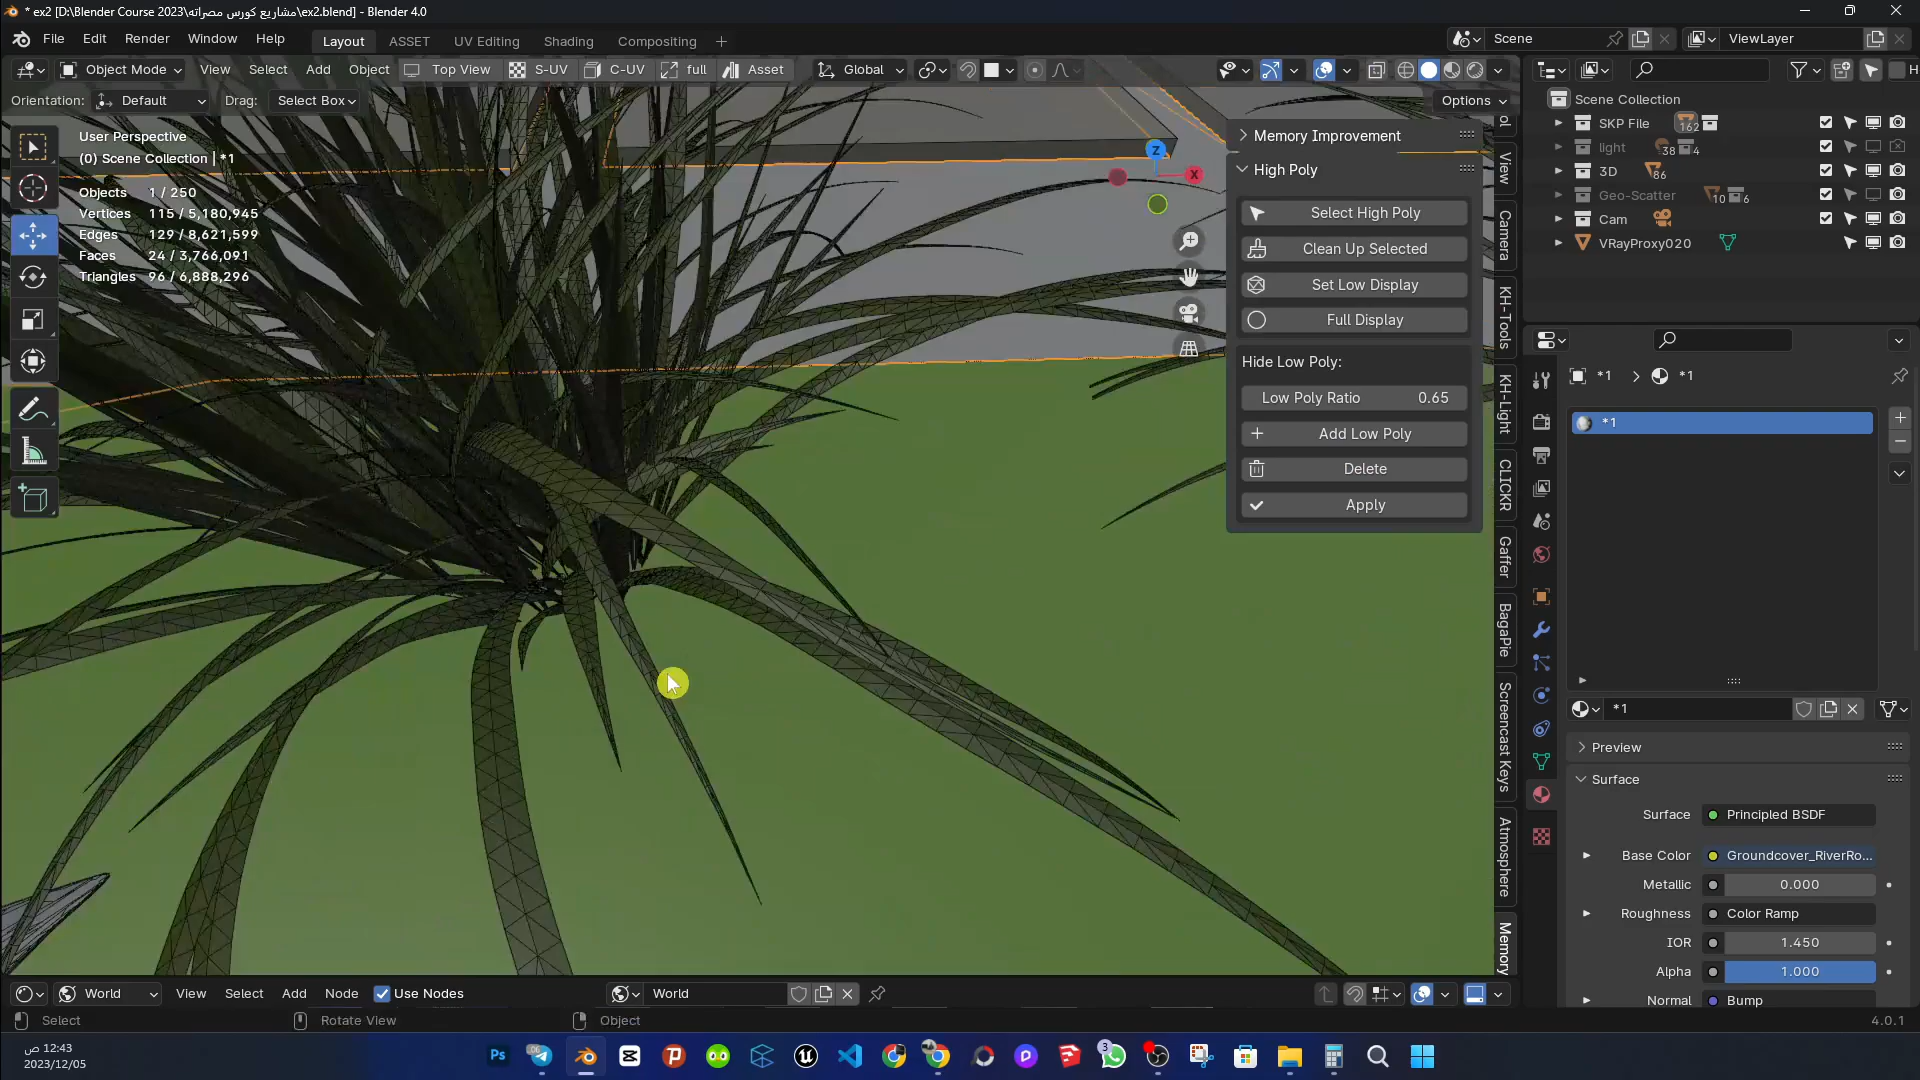 * ex2 [D:\Blender Course 2023\مشاريع كورس مصراته\ex2.blend] - Blender 4.0
File Edit Render Window Help
Layout ASSET UV Editing Shading Compositing +
Scene
ViewLayer
Object Mode View Select Add Object Top View S-UV C-UV full Asset Global
Orientation: Default Drag: Select Box
Options
User Perspective
(0) Scene Collection | *1
Objects 1 / 250
Vertices 115 / 5,180,945
Edges 129 / 8,621,599
Faces 24 / 3,766,091
Triangles 96 / 6,888,296
Z
X
Memory Improvement
High Poly
Select High Poly
Clean Up Selected
Set Low Display
Full Display
Hide Low Poly:
Low Poly Ratio 0.65
Add Low Poly
Delete
Apply
View
Camera
KH-Tools
KH-Light
CLICKR
Gaffer
BagaPie
Screencast Keys
Atmosphere
Memory
Scene Collection
SKP File 162
light 38 4
3D 86
Geo-Scatter 10 6
Cam
VRayProxy020
*1 > *1
*1
*1
Preview
Surface
Surface Principled BSDF
Base Color Groundcover_RiverRo...
Metallic 0.000
Roughness Color Ramp
IOR 1.450
Alpha 1.000
Normal Bump
World View Select Add Node Use Nodes World
Select Rotate View Object
4.0.1
12:43 ص
2023/12/05
Ps
3